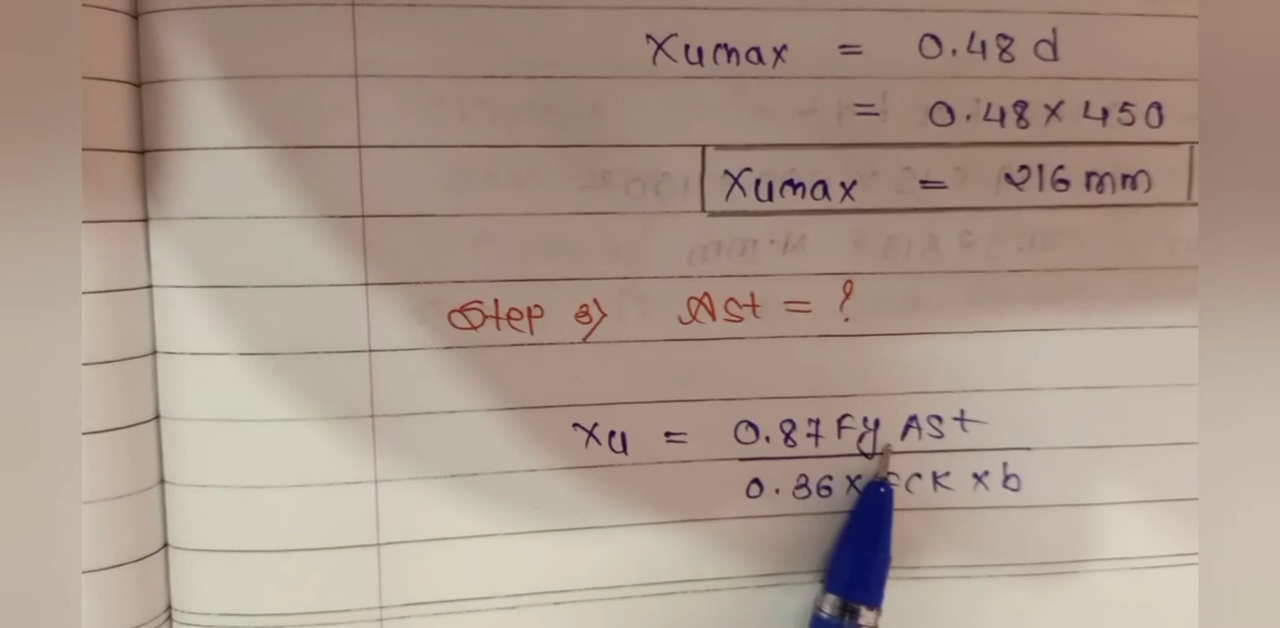 Xumax = 0.48 d
= 0.48 × 450
Xumax = 216 mm
Step 3) Ast = ?
xu = 0.87 Fy Ast
0.36 × FCK × b